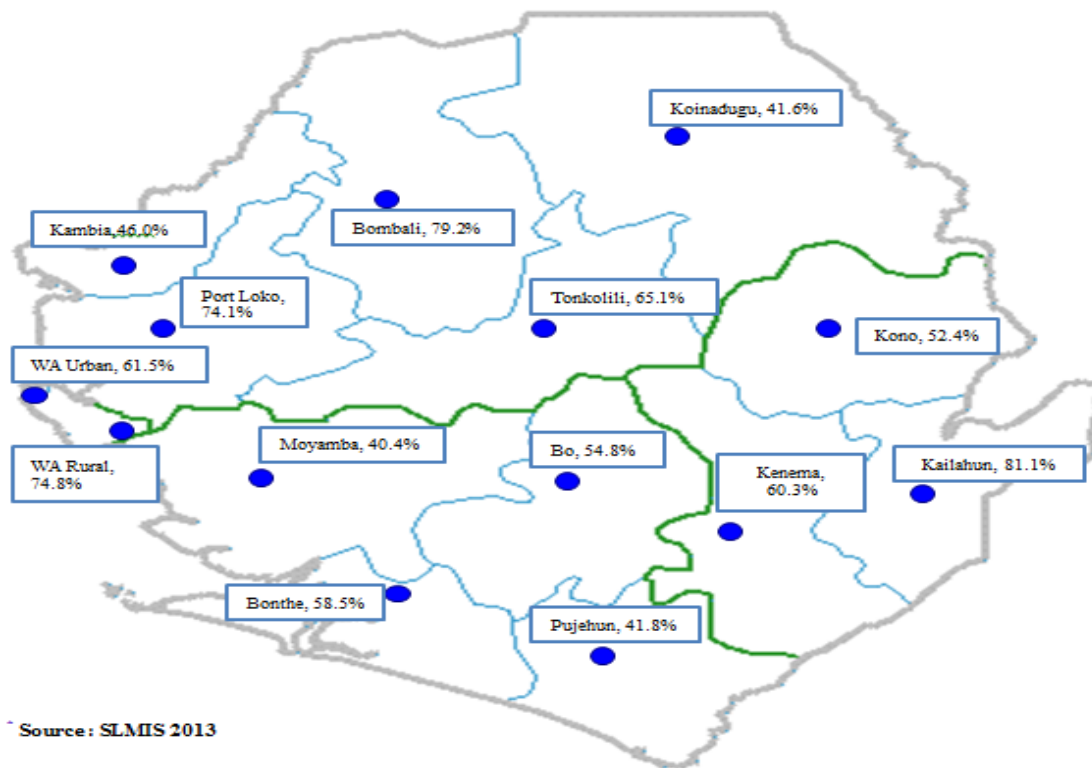 Koinadugu, 41.6%
Kambia,46.0%
Bombali, 79.2%
Port Loko,
74.1%
Tonkolili, 65.1%
Kono, 52.4%
WA Urban, 61.5%
Moyamba, 40.4%
Bo, 54.8%
WA Rural,
74.8%
Kenema,
60.3%
Kailahun, 81.1%
Bonthe, 58.5%
Pujehun, 41.8%
Source: SLMIS 2013